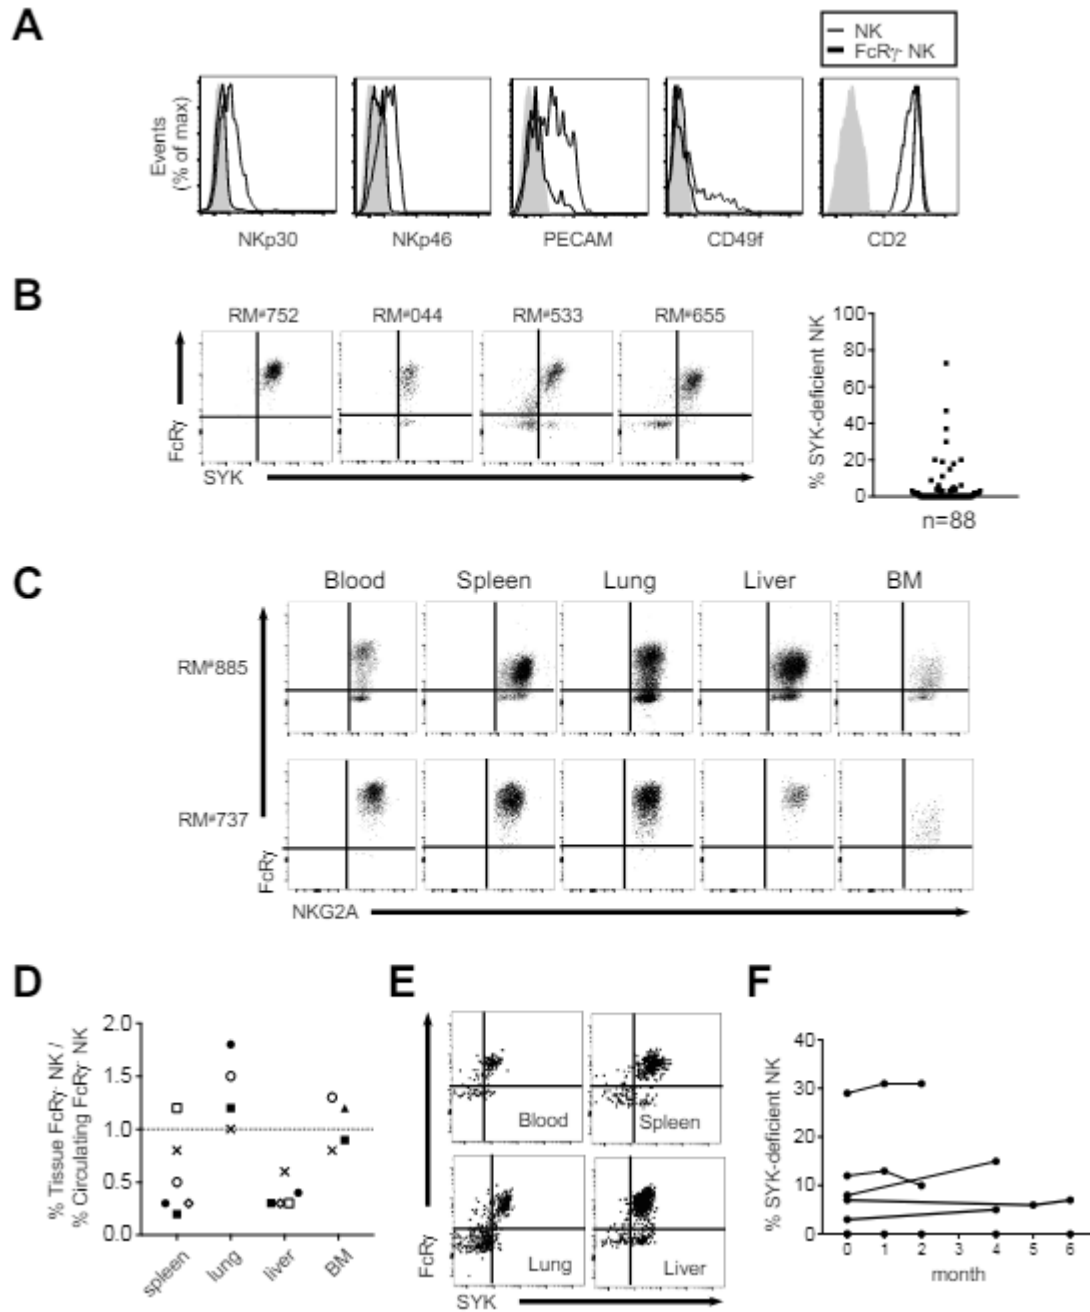 A
NK
FcRγ- NK
Events
(% of max)
NKp30 NKp46 PECAM CD49f CD2
B
RM#752 RM#044 RM#533 RM#655
FcRγ
SYK
% SYK-deficient NK
100
80
60
40
20
0
n=88
C
Blood Spleen Lung Liver BM
RM#885
RM#737
FcRγ
NKG2A
D
% Tissue FcRγ- NK /
% Circulating FcRγ- NK
2.0
1.5
1.0
0.5
0.0
spleen lung liver BM
E
Blood Spleen
Lung Liver
FcRγ
SYK
F
% SYK-deficient NK
40
30
20
10
0
0 1 2 3 4 5 6
month